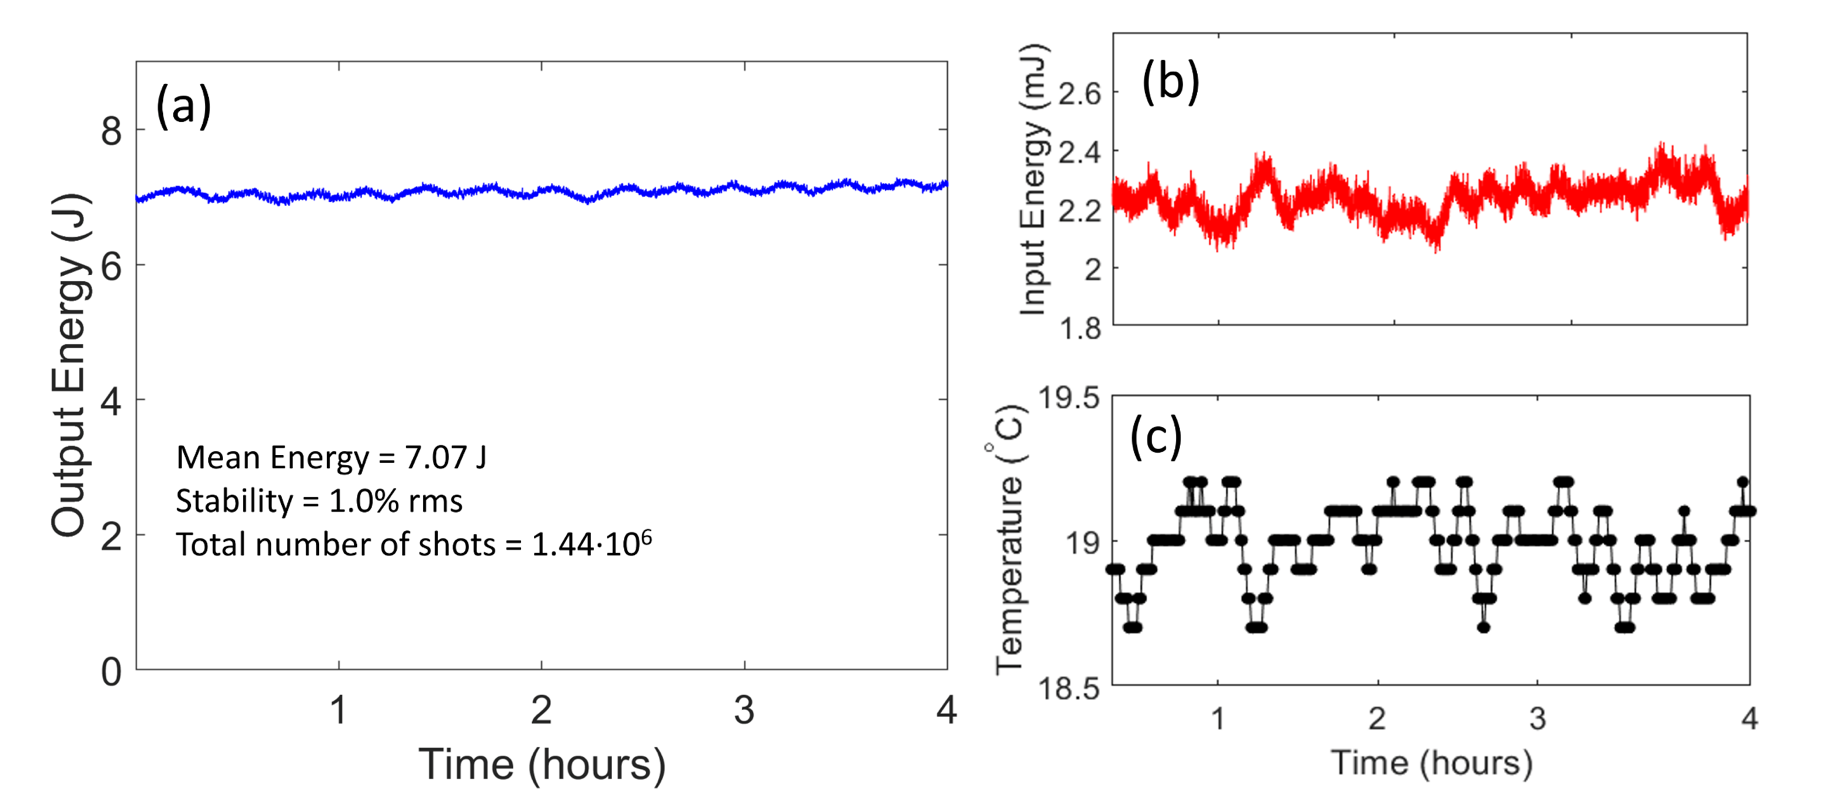 (a)
Output Energy (J)
8
6
4
2
0
Mean Energy = 7.07 J
Stability = 1.0% rms
Total number of shots = 1.44·10⁶
1 2 3 4
Time (hours)
(b)
Input Energy (mJ)
2.6
2.4
2.2
2
1.8
(c)
Temperature (°C)
19.5
19
18.5
1 2 3 4
Time (hours)